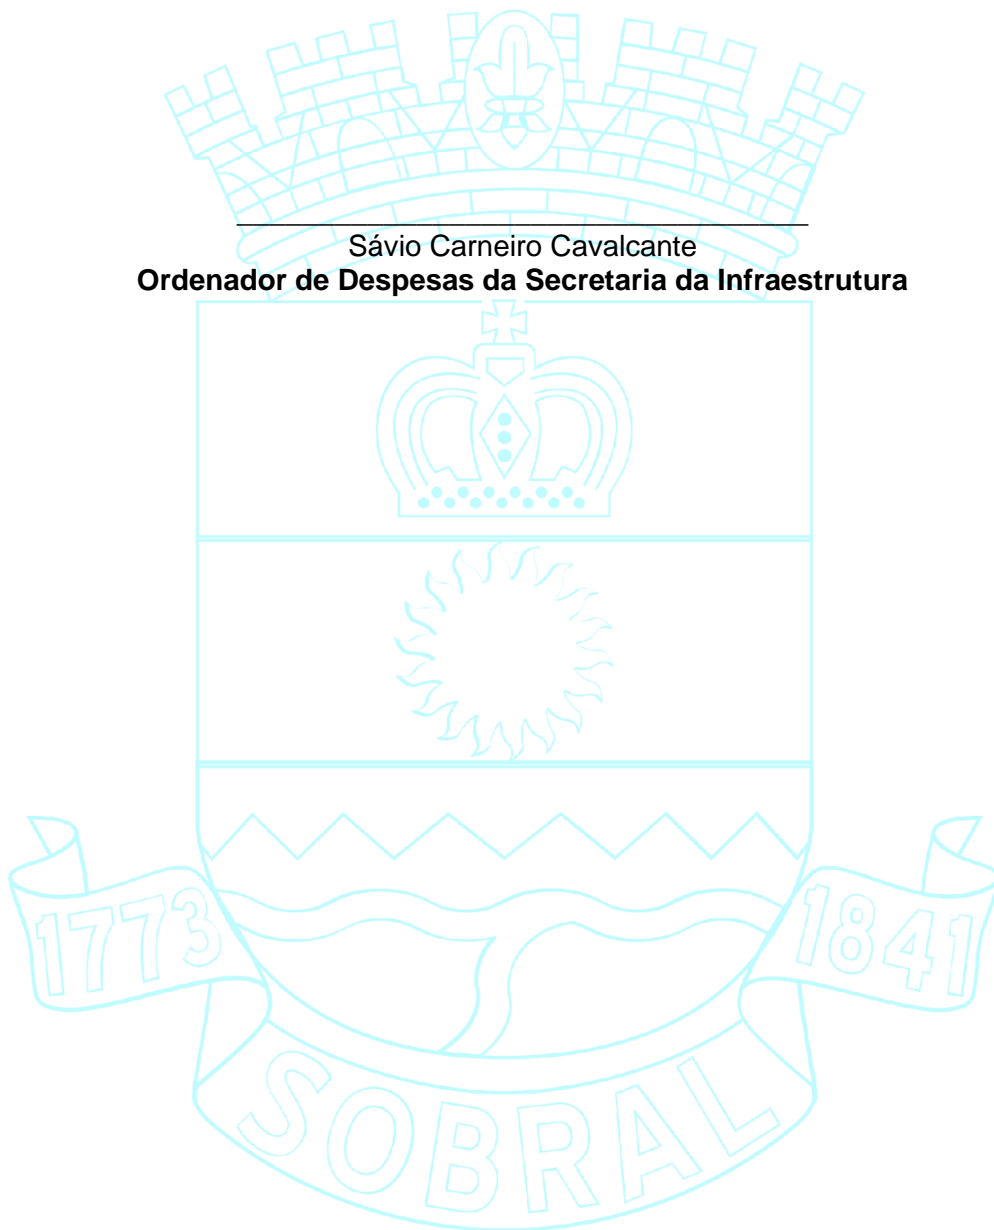 Sávio Carneiro Cavalcante
Ordenador de Despesas da Secretaria da Infraestrutura
1773
1841
SOBRAL